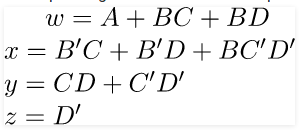 w = A + BC + BD
x = B′C + B′D + BC′D′
y = CD + C′D′
z = D′